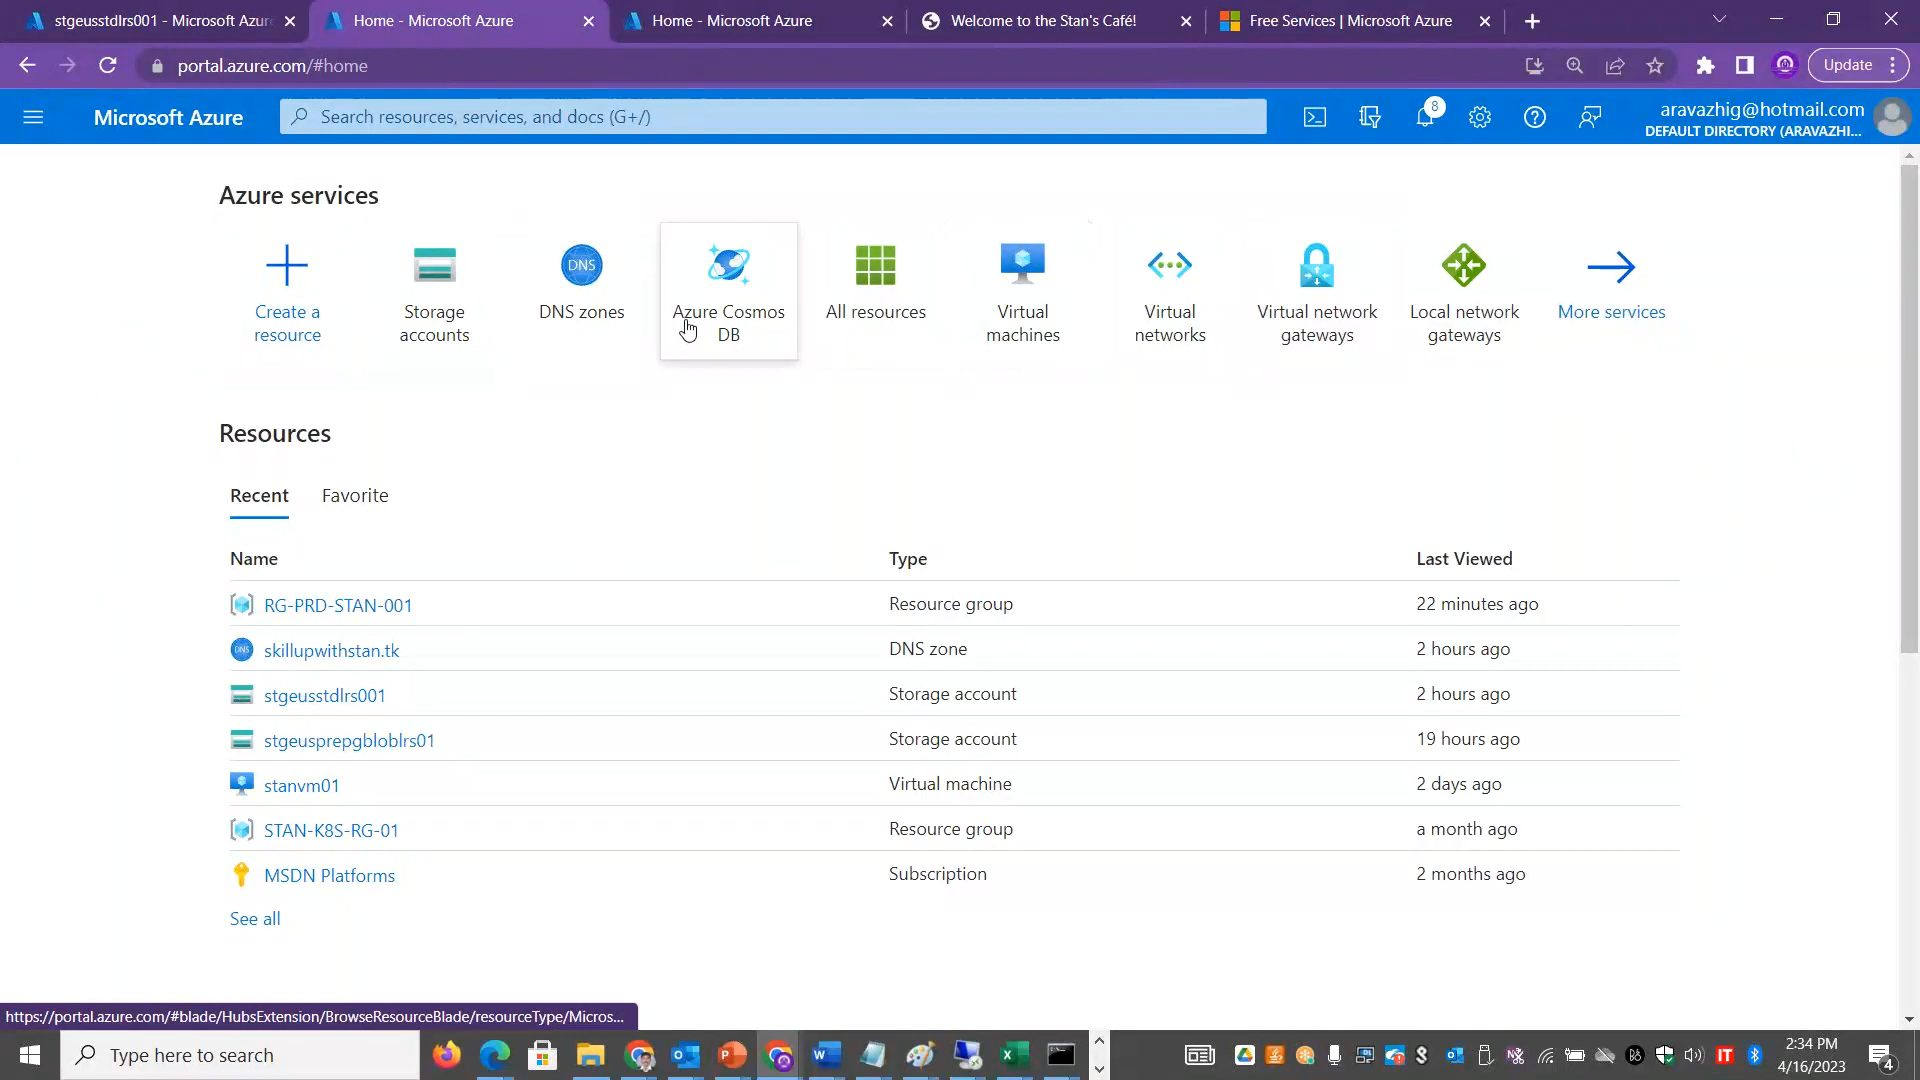 stgeusstdlrs001 - Microsoft Azure
Home - Microsoft Azure
Home - Microsoft Azure
Welcome to the Stan's Café!
Free Services | Microsoft Azure
portal.azure.com/#home
Update
Microsoft Azure
Search resources, services, and docs (G+/)
8
aravazhig@hotmail.com
DEFAULT DIRECTORY (ARAVAZHI...
Azure services
Create a
resource
Storage
accounts
DNS
DNS zones
Azure Cosmos
DB
All resources
Virtual
machines
Virtual
networks
Virtual network
gateways
Local network
gateways
More services
Resources
Recent
Favorite
Name
Type
Last Viewed
RG-PRD-STAN-001
Resource group
22 minutes ago
DNS
skillupwithstan.tk
DNS zone
2 hours ago
stgeusstdlrs001
Storage account
2 hours ago
stgeusprepgbloblrs01
Storage account
19 hours ago
stanvm01
Virtual machine
2 days ago
STAN-K8S-RG-01
Resource group
a month ago
MSDN Platforms
Subscription
2 months ago
See all
https://portal.azure.com/#blade/HubsExtension/BrowseResourceBlade/resourceType/Micros...
Type here to search
IT
2:34 PM
4/16/2023
4